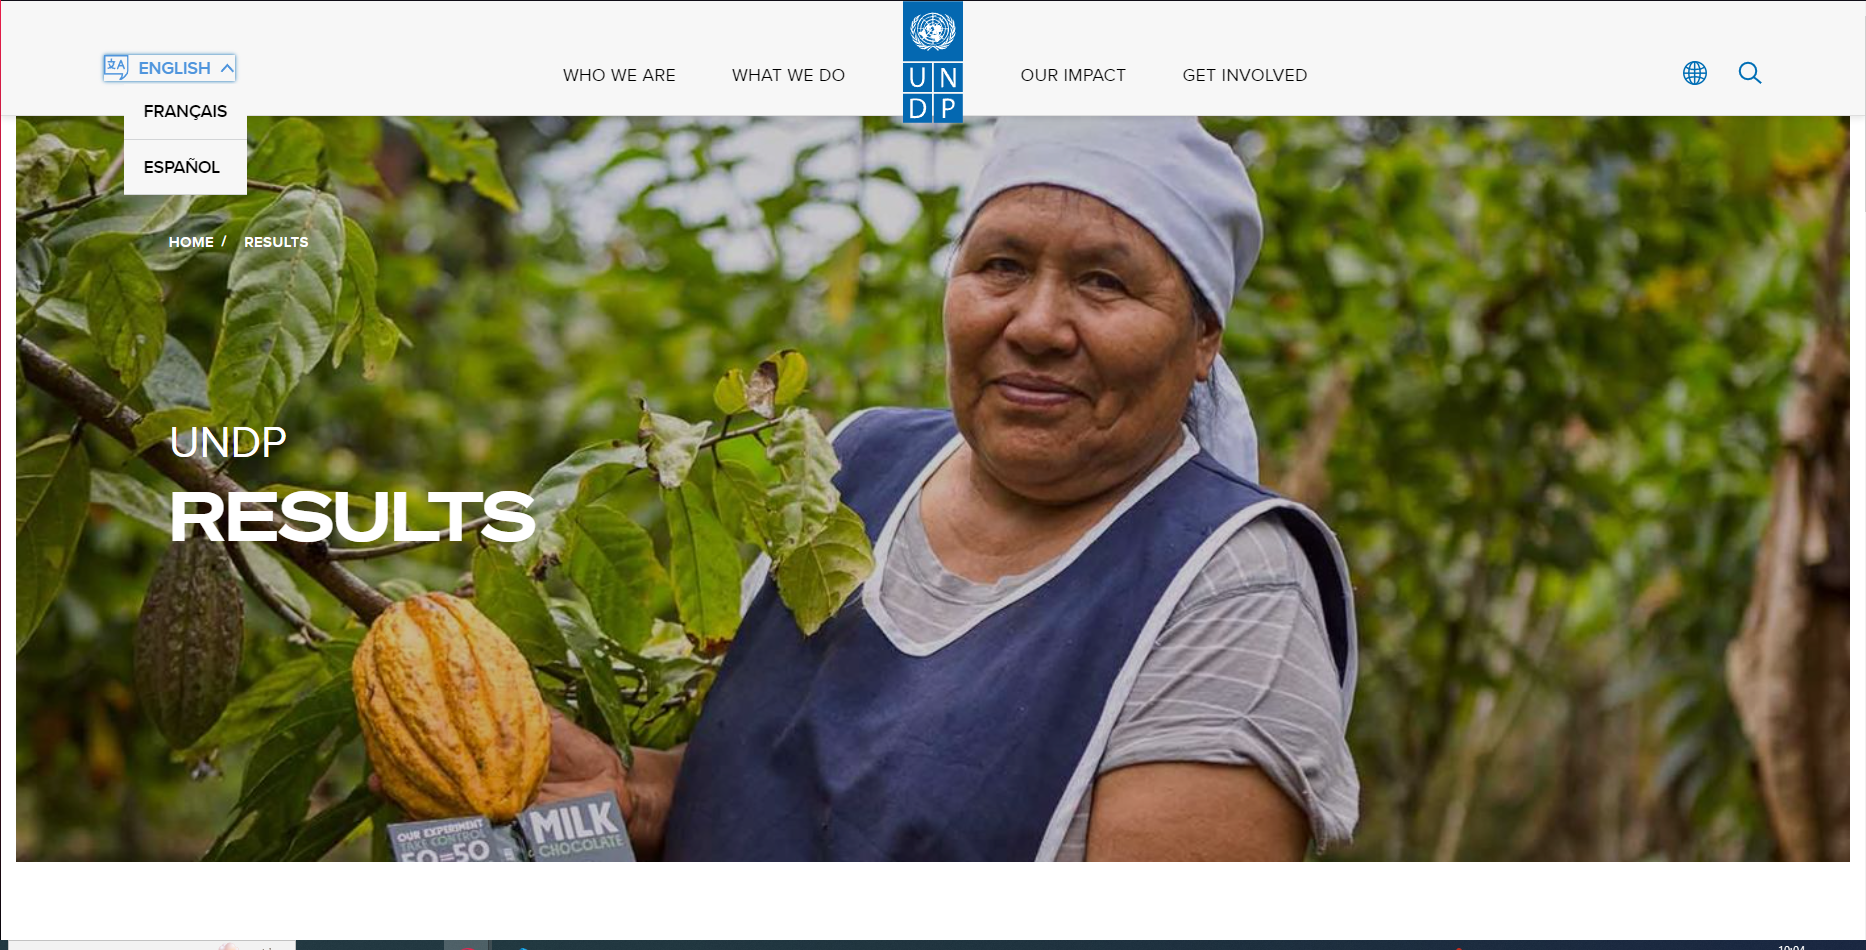 ENGLISH
FRANÇAIS
ESPAÑOL
WHO WE ARE
WHAT WE DO
U N
D P
OUR IMPACT
GET INVOLVED
HOME / RESULTS
UNDP
RESULTS
OUR EXPERIMENT
TAKE CONTROL
50=50
MILK
CHOCOLATE